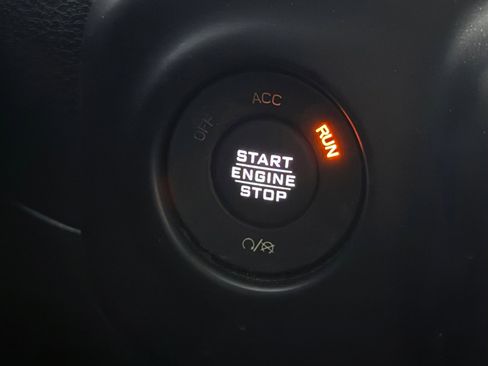 ACC
OFF
RUN
START
ENGINE
STOP